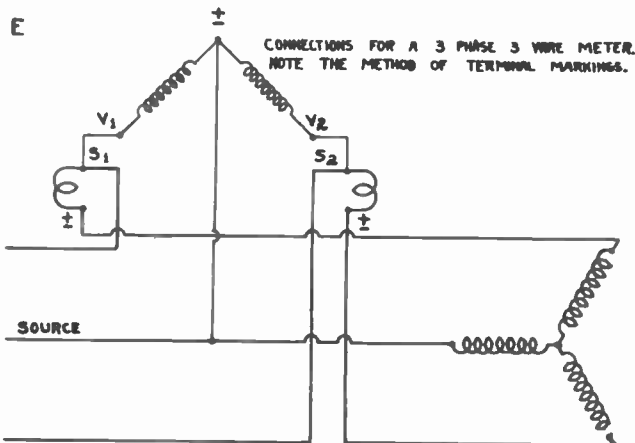 E
±
CONNECTIONS FOR A 3 PHASE 3 WIRE METER.
NOTE THE METHOD OF TERMINAL MARKINGS.
V1
V2
S1
S2
±
±
SOURCE